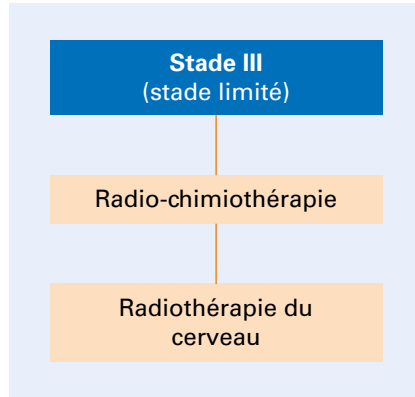 Stade III
(stade limité)
Radio-chimiothérapie
Radiothérapie du
cerveau